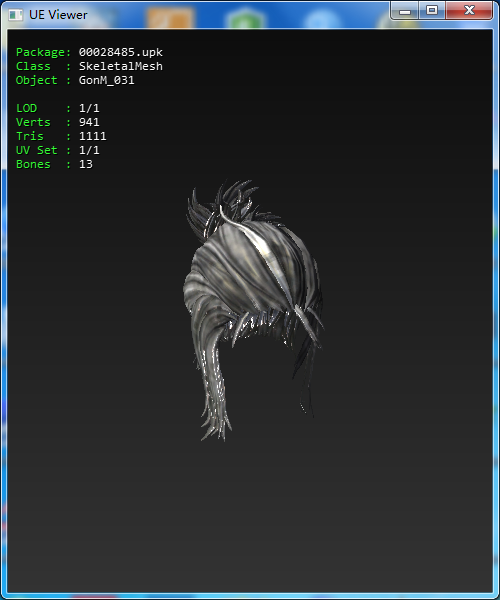 UE Viewer
Package: 00028485.upk
Class  : SkeletalMesh
Object : GonM_031
LOD    : 1/1
Verts  : 941
Tris   : 1111
UV Set : 1/1
Bones  : 13